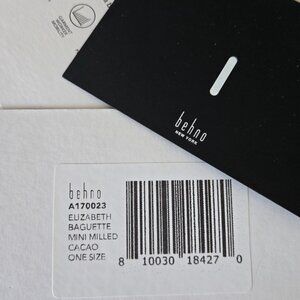 behno
NEW YORK
behno
A170023
ELIZABETH
BAGUETTE
MINI MILLED
CACAO
ONE SIZE
8 10030 18427 0